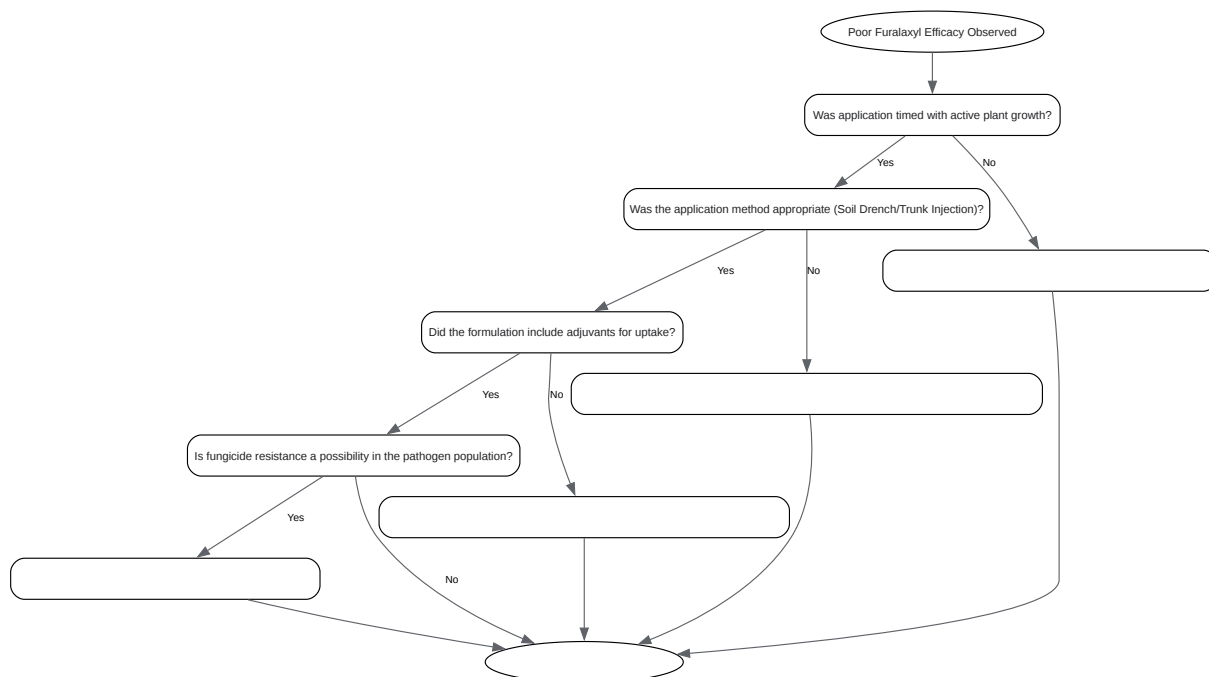 Poor Furalaxyl Efficacy Observed
Was application timed with active plant growth?
Yes
No
Was the application method appropriate (Soil Drench/Trunk Injection)?
Yes
No
Did the formulation include adjuvants for uptake?
Yes
No
Is fungicide resistance a possibility in the pathogen population?
Yes
No